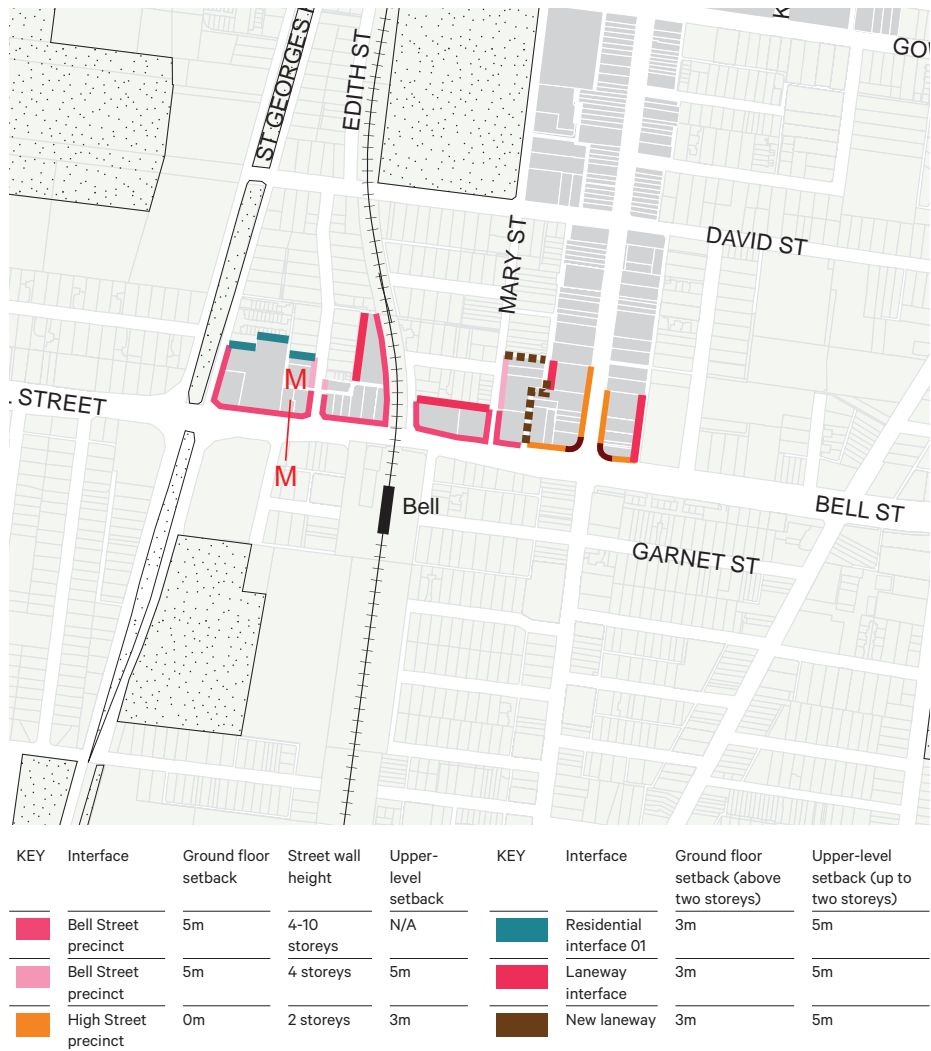 K
GO
ST GEORGES
EDITH ST
MARY ST
DAVID ST
STREET
M
M
Bell
BELL ST
GARNET ST
KEY Interface Ground floor setback Street wall height Upper-level setback
Bell Street precinct 5m 4-10 storeys N/A
Bell Street precinct 5m 4 storeys 5m
High Street precinct 0m 2 storeys 3m
KEY Interface Ground floor setback (above two storeys) Upper-level setback (up to two storeys)
Residential interface 01 3m 5m
Laneway interface 3m 5m
New laneway 3m 5m